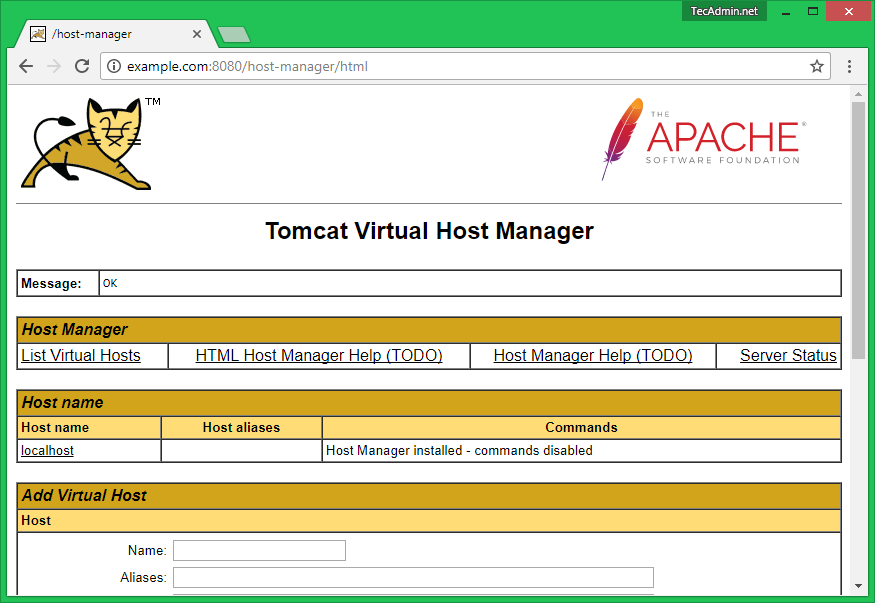 TecAdmin.net
/host-manager
example.com:8080/host-manager/html
TM
THE
APACHE®
SOFTWARE FOUNDATION
Tomcat Virtual Host Manager
Message: OK
Host Manager
List Virtual Hosts HTML Host Manager Help (TODO) Host Manager Help (TODO) Server Status
Host name
Host name Host aliases Commands
localhost Host Manager installed - commands disabled
Add Virtual Host
Host
Name:
Aliases: